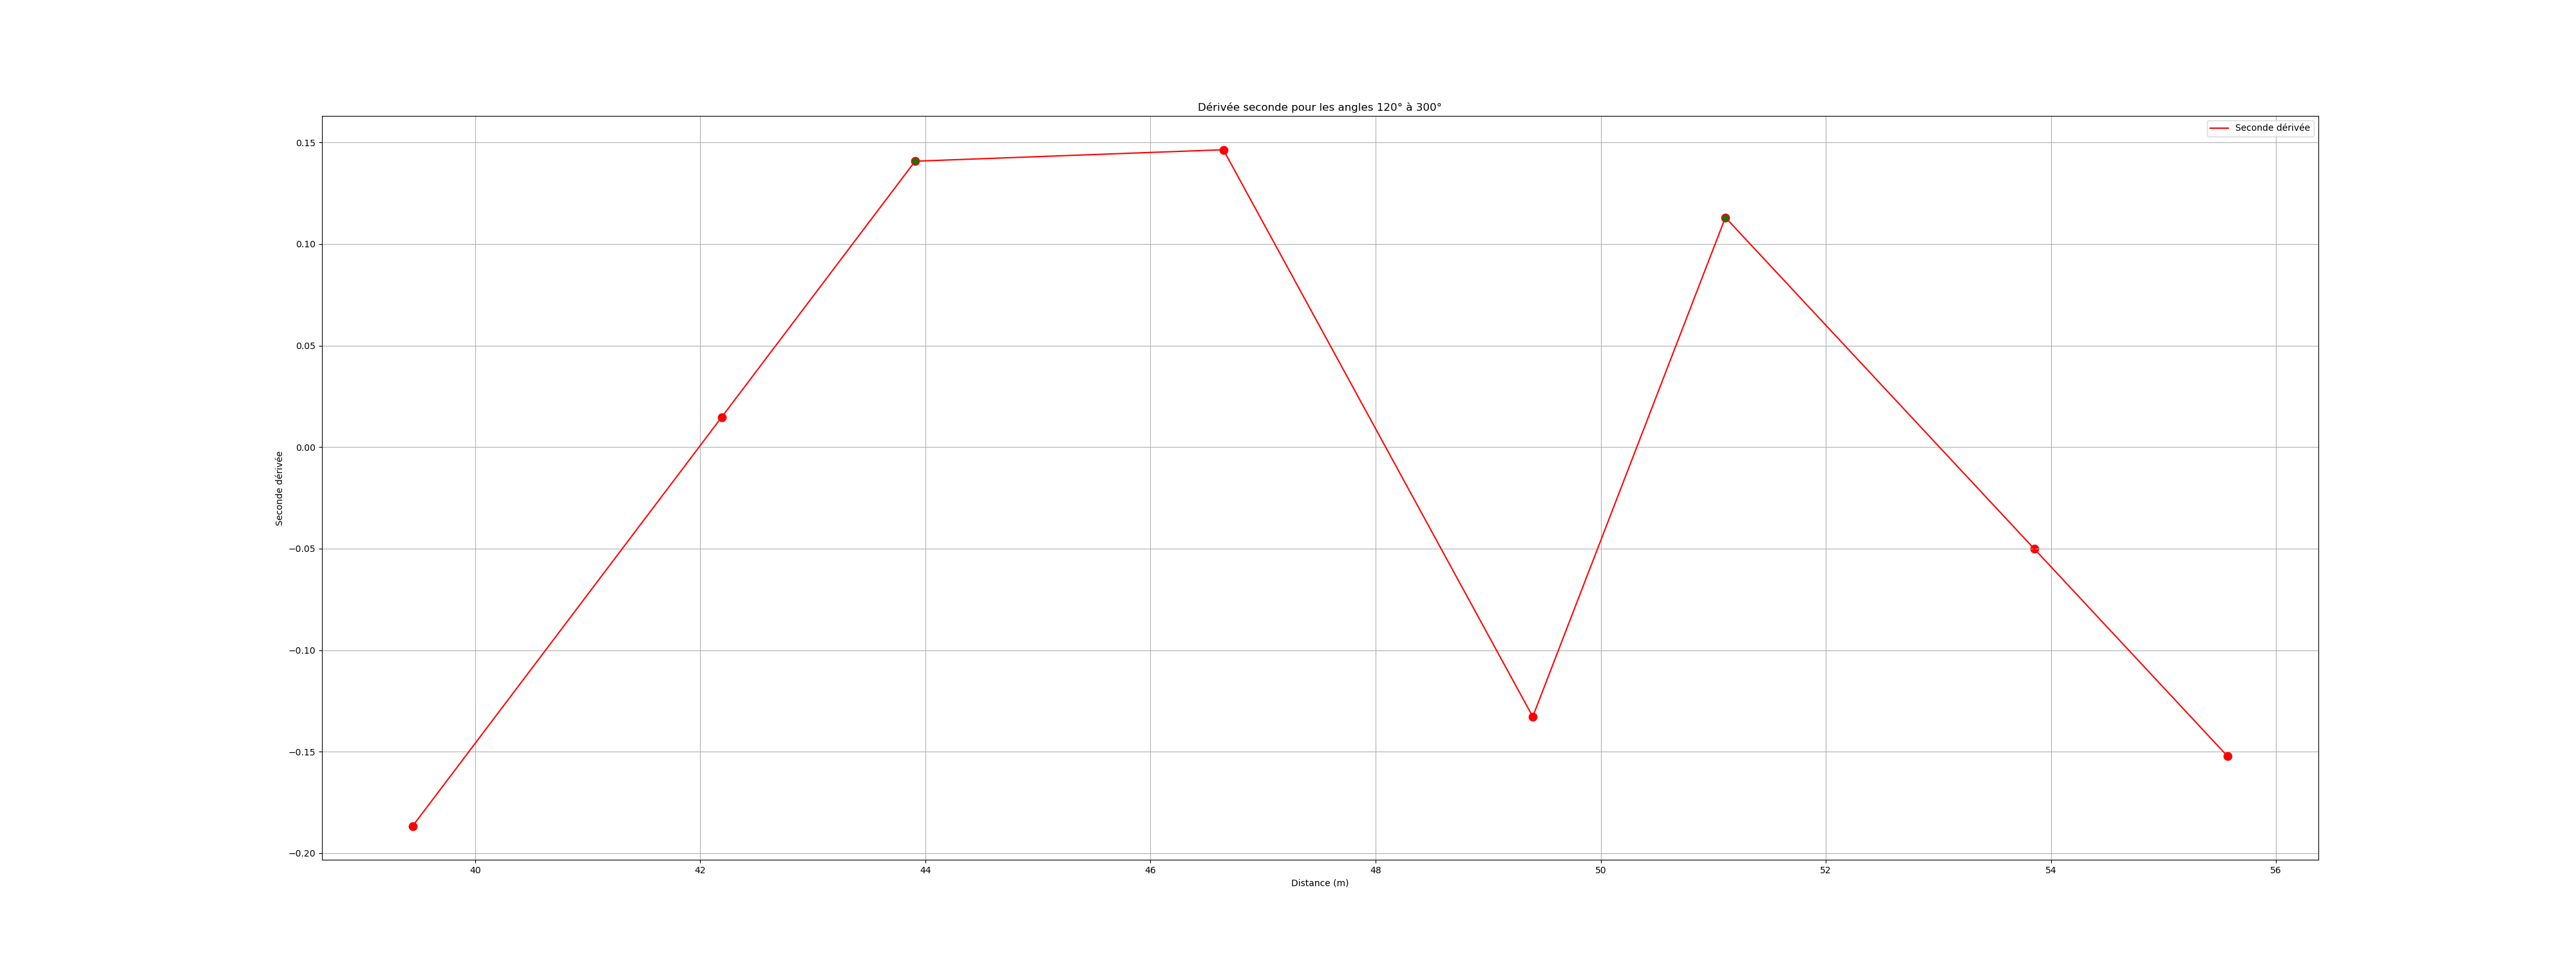 Dérivée seconde pour les angles 120° à 300°
Seconde dérivée
0.15
0.10
0.05
0.00
−0.05
−0.10
−0.15
−0.20
Seconde dérivée
40 42 44 46 48 50 52 54 56
Distance (m)